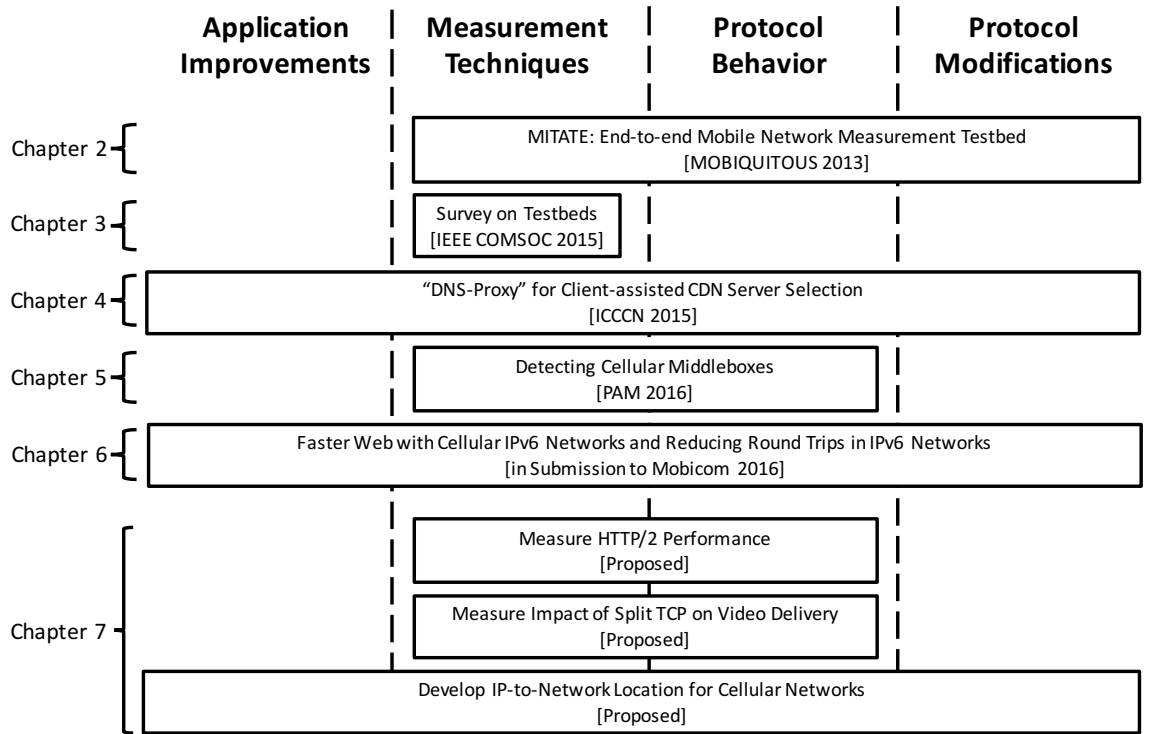 Application
Improvements
Measurement
Techniques
Protocol
Behavior
Protocol
Modifications
Chapter 2
MITATE: End-to-end Mobile Network Measurement Testbed
[MOBIQUITOUS 2013]
Chapter 3
Survey on Testbeds
[IEEE COMSOC 2015]
Chapter 4
“DNS-Proxy” for Client-assisted CDN Server Selection
[ICCCN 2015]
Chapter 5
Detecting Cellular Middleboxes
[PAM 2016]
Chapter 6
Faster Web with Cellular IPv6 Networks and Reducing Round Trips in IPv6 Networks
[in Submission to Mobicom 2016]
Chapter 7
Measure HTTP/2 Performance
[Proposed]
Measure Impact of Split TCP on Video Delivery
[Proposed]
Develop IP-to-Network Location for Cellular Networks
[Proposed]